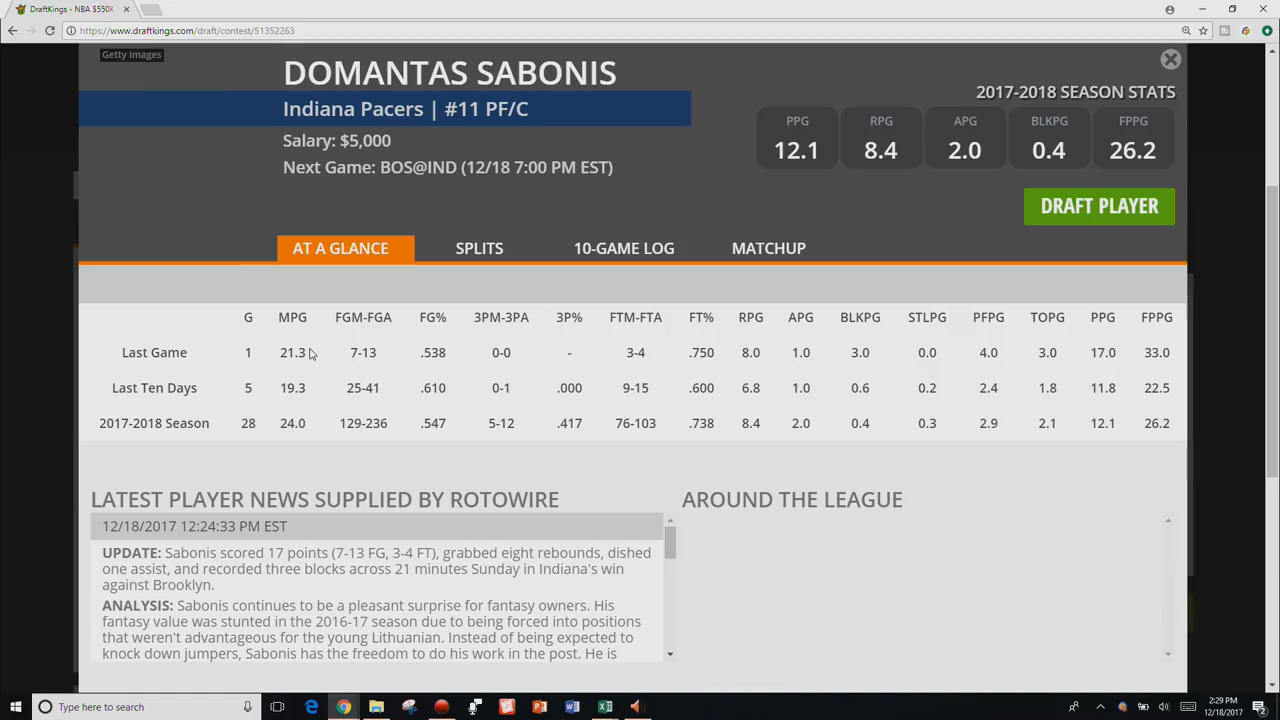 DraftKings - NBA $550K
https://www.draftkings.com/draft/contest/51352263
Getty Images
DOMANTAS SABONIS
Indiana Pacers | #11 PF/C
Salary: $5,000
Next Game: BOS@IND (12/18 7:00 PM EST)
2017-2018 SEASON STATS
PPG RPG APG BLKPG FPPG
12.1 8.4 2.0 0.4 26.2
DRAFT PLAYER
AT A GLANCE SPLITS 10-GAME LOG MATCHUP
G MPG FGM-FGA FG% 3PM-3PA 3P% FTM-FTA FT% RPG APG BLKPG STLPG PFPG TOPG PPG FPPG
Last Game 1 21.3 7-13 .538 0-0 - 3-4 .750 8.0 1.0 3.0 0.0 4.0 3.0 17.0 33.0
Last Ten Days 5 19.3 25-41 .610 0-1 .000 9-15 .600 6.8 1.0 0.6 0.2 2.4 1.8 11.8 22.5
2017-2018 Season 28 24.0 129-236 .547 5-12 .417 76-103 .738 8.4 2.0 0.4 0.3 2.9 2.1 12.1 26.2
LATEST PLAYER NEWS SUPPLIED BY ROTOWIRE
12/18/2017 12:24:33 PM EST
UPDATE: Sabonis scored 17 points (7-13 FG, 3-4 FT), grabbed eight rebounds, dished
one assist, and recorded three blocks across 21 minutes Sunday in Indiana's win
against Brooklyn.
ANALYSIS: Sabonis continues to be a pleasant surprise for fantasy owners. His
fantasy value was stunted in the 2016-17 season due to being forced into positions
that weren't advantageous for the young Lithuanian. Instead of being expected to
knock down jumpers, Sabonis has the freedom to do his work in the post. He is
AROUND THE LEAGUE
Type here to search
2:29 PM
12/18/2017